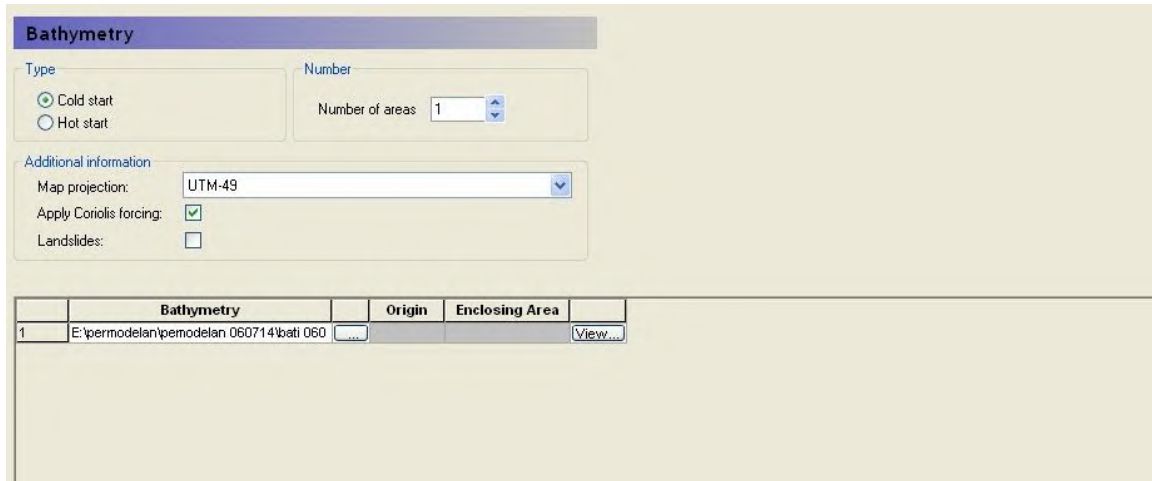 Bathymetry
Type
Cold start
Hot start
Number
Number of areas 1
Additional information
Map projection: UTM-49
Apply Coriolis forcing:
Landslides:
Bathymetry Origin Enclosing Area
1 E:\permodelan\pemodelan 060714\bati 060 ... View...